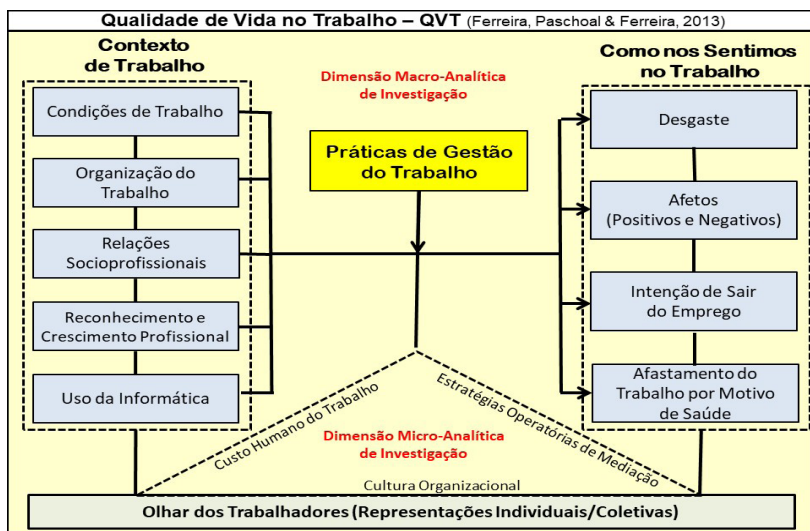 Qualidade de Vida no Trabalho – QVT (Ferreira, Paschoal & Ferreira, 2013)
Contexto
de Trabalho
Condições de Trabalho
Organização do
Trabalho
Relações
Socioprofissionais
Reconhecimento e
Crescimento Profissional
Uso da Informática
Dimensão Macro-Analítica
de Investigação
Práticas de Gestão
do Trabalho
Como nos Sentimos
no Trabalho
Desgaste
Afetos
(Positivos e Negativos)
Intenção de Sair
do Emprego
Afastamento do
Trabalho por Motivo
de Saúde
Custo Humano do Trabalho
Estratégias Operatórias de Mediação
Dimensão Micro-Analítica
de Investigação
Cultura Organizacional
Olhar dos Trabalhadores (Representações Individuais/Coletivas)